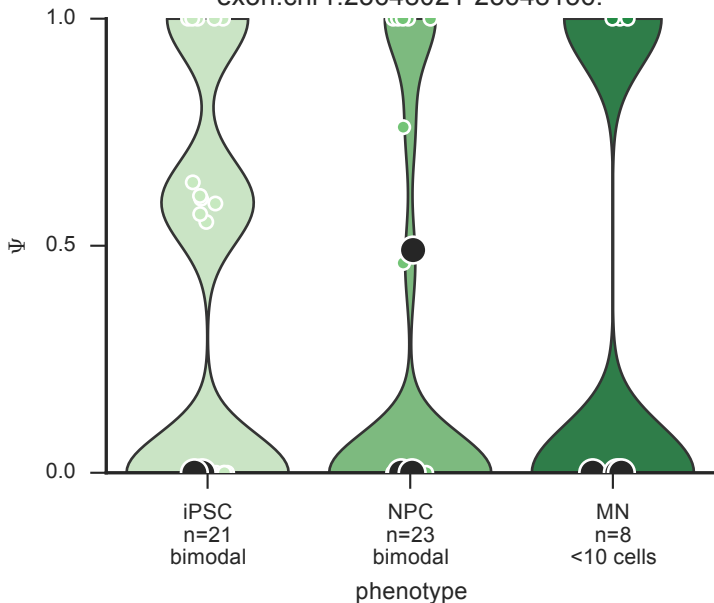 1.0
Ψ
0.5
0.0
iPSC
n=21
bimodal
NPC
n=23
bimodal
MN
n=8
<10 cells
phenotype